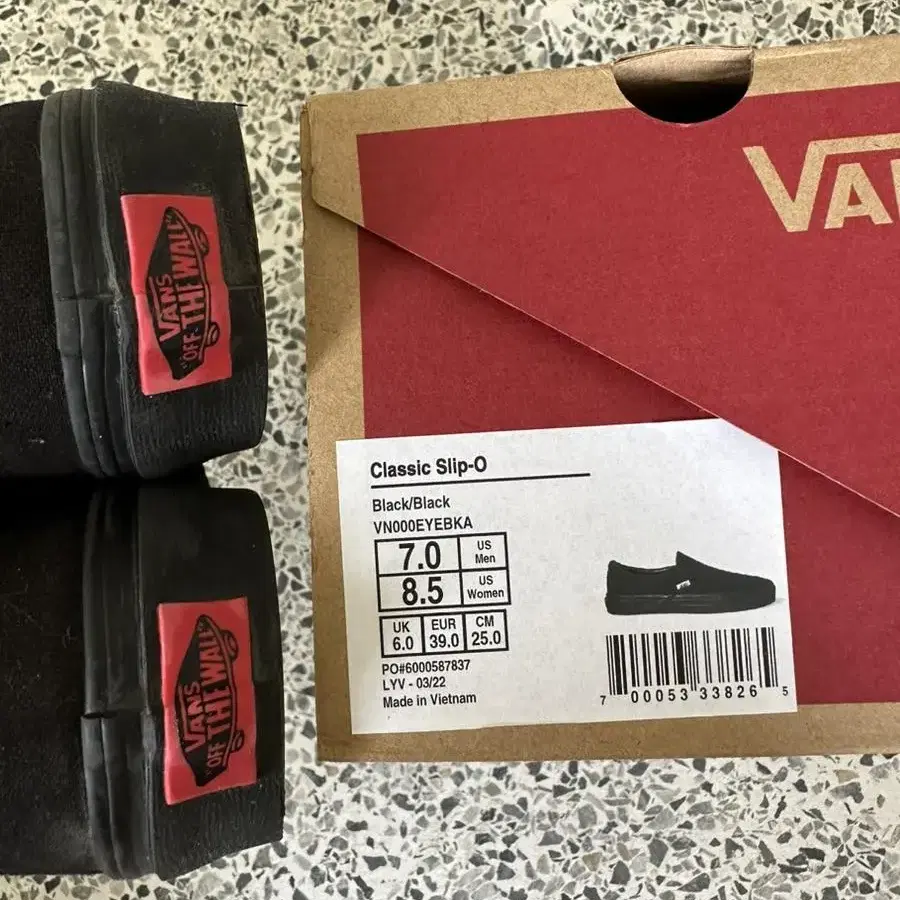 VANS
"OFF THE WALL"
VANS
"OFF THE WALL"
VA
Classic Slip-O
Black/Black
VN000EYEBKA
7.0 US Men
8.5 US Women
UK 6.0 EUR 39.0 CM 25.0
PO#6000587837
LYV - 03/22
Made in Vietnam
7 00053 33826 5